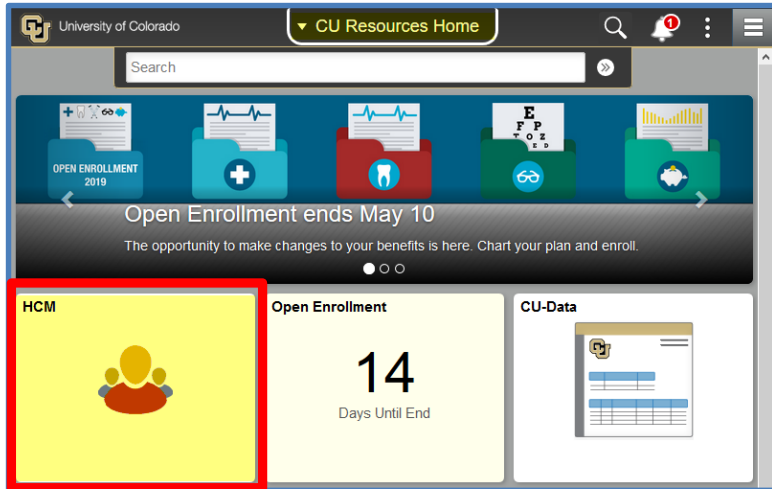 University of Colorado
CU Resources Home
1
Search
OPEN ENROLLMENT
2019
E
F P
T O Z
Open Enrollment ends May 10
The opportunity to make changes to your benefits is here. Chart your plan and enroll.
HCM
Open Enrollment
CU-Data
14
Days Until End